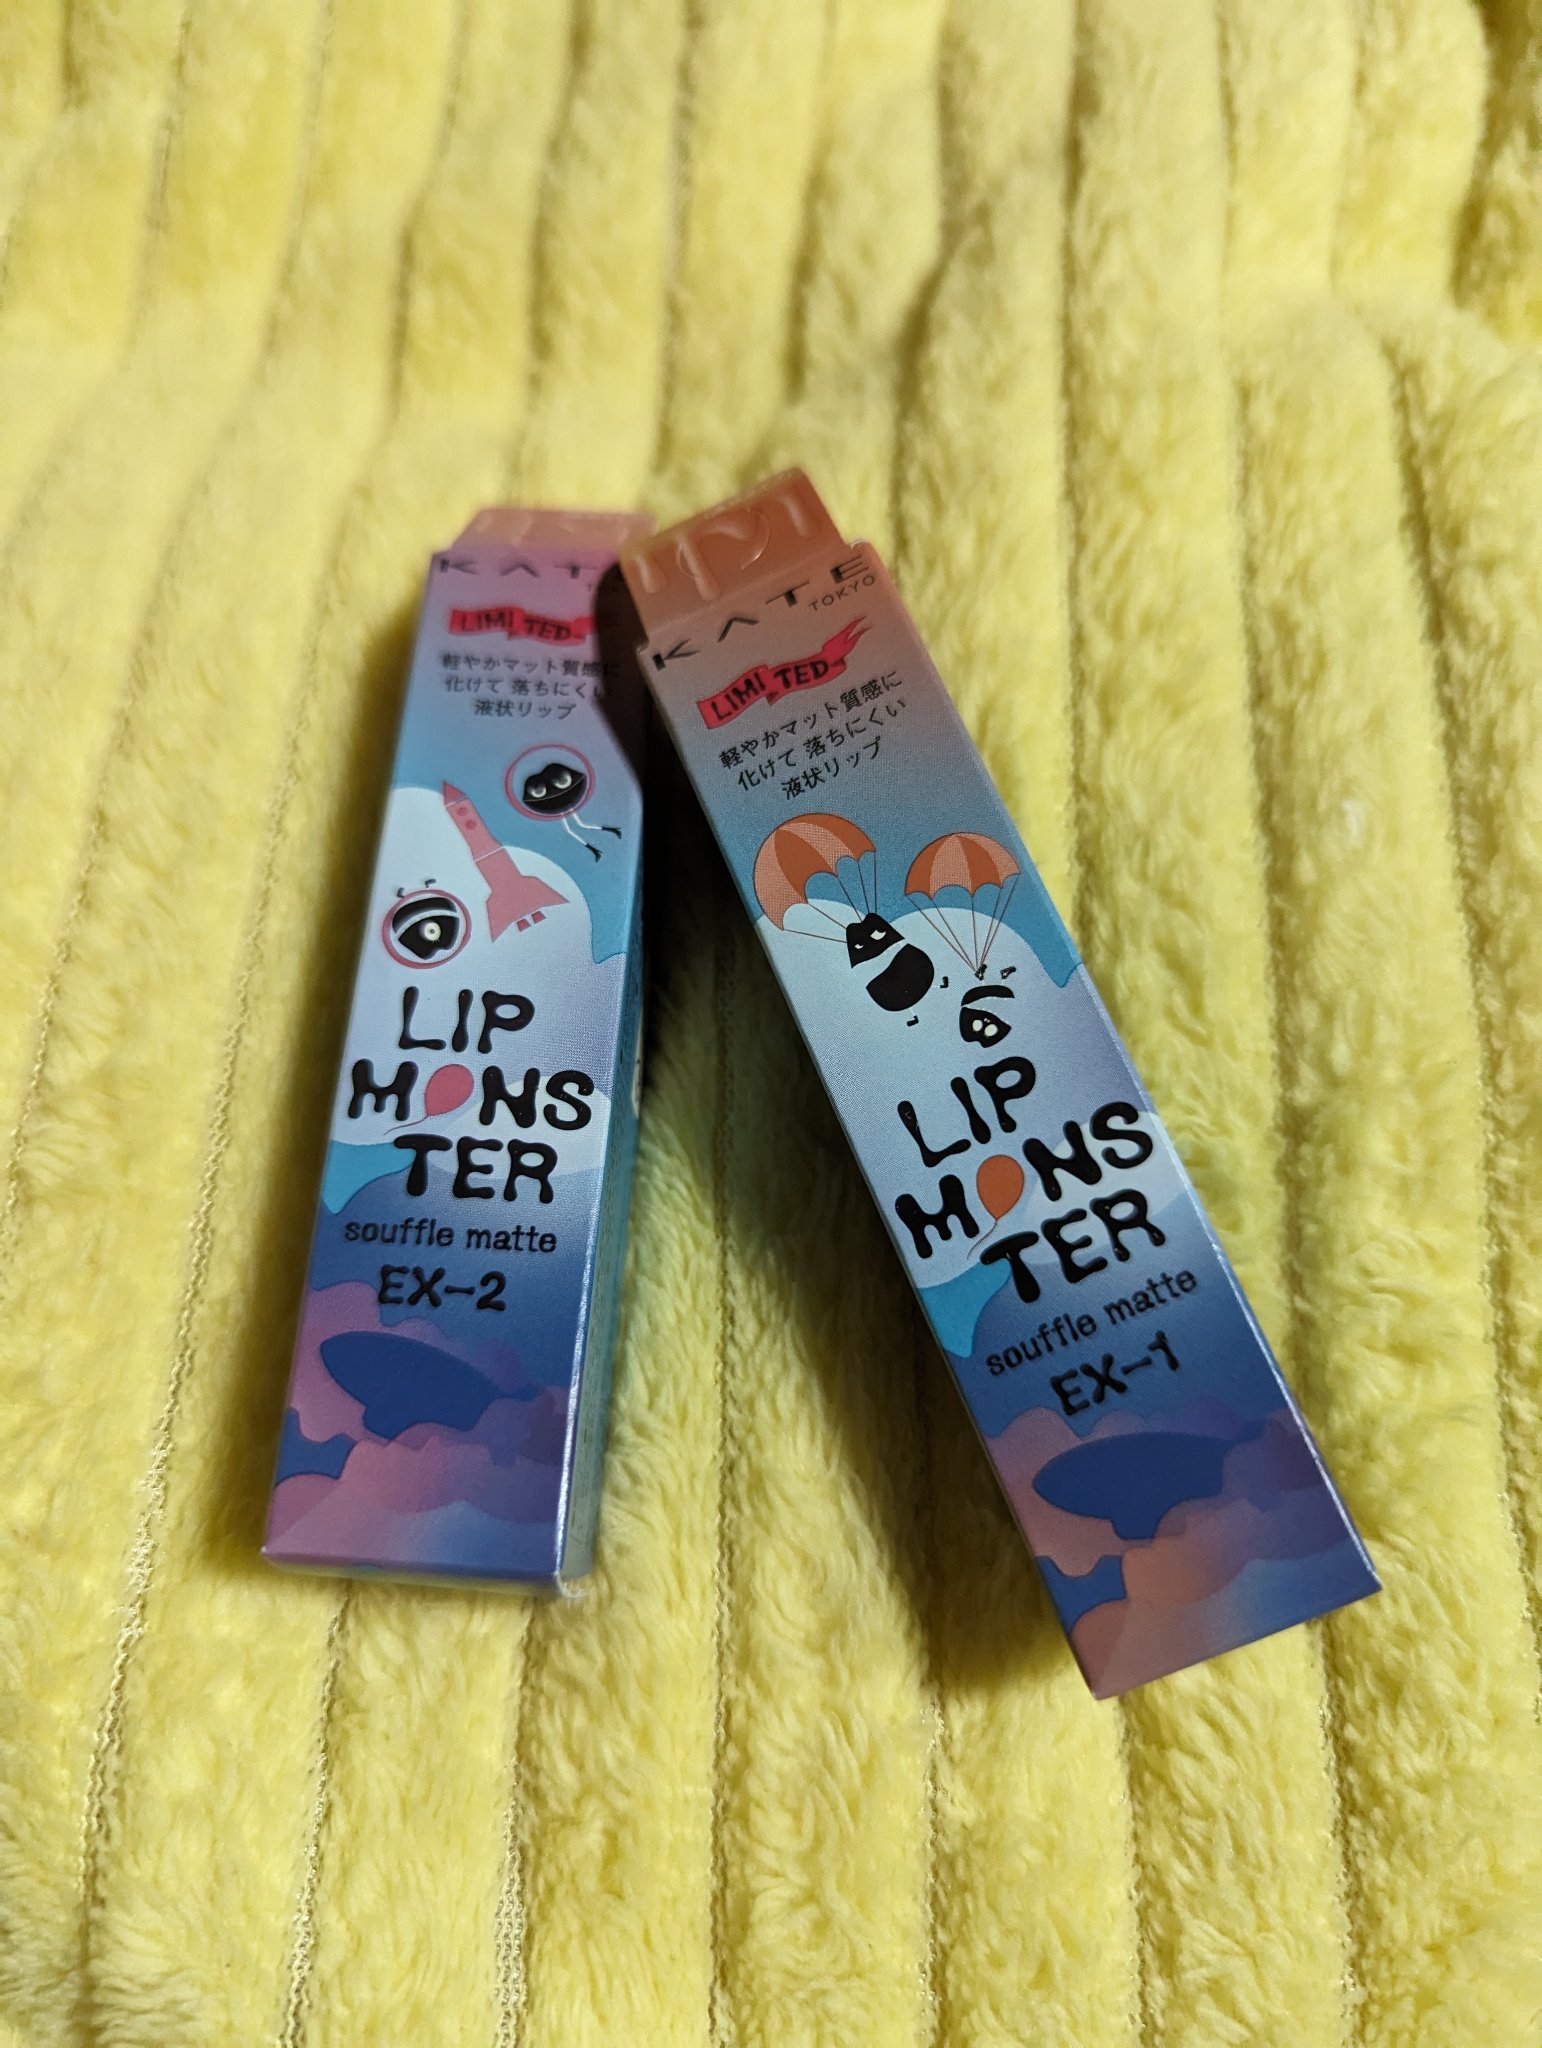 KAT
LIMITED
軽やかマット質感に
化けて 落ちにくい
液状リップ
LIP
MONS
TER
souffle matte
EX-2
KATE
TOKYO
LIMITED
軽やかマット質感に
化けて 落ちにくい
液状リップ
LIP
MONS
TER
souffle matte
EX-1